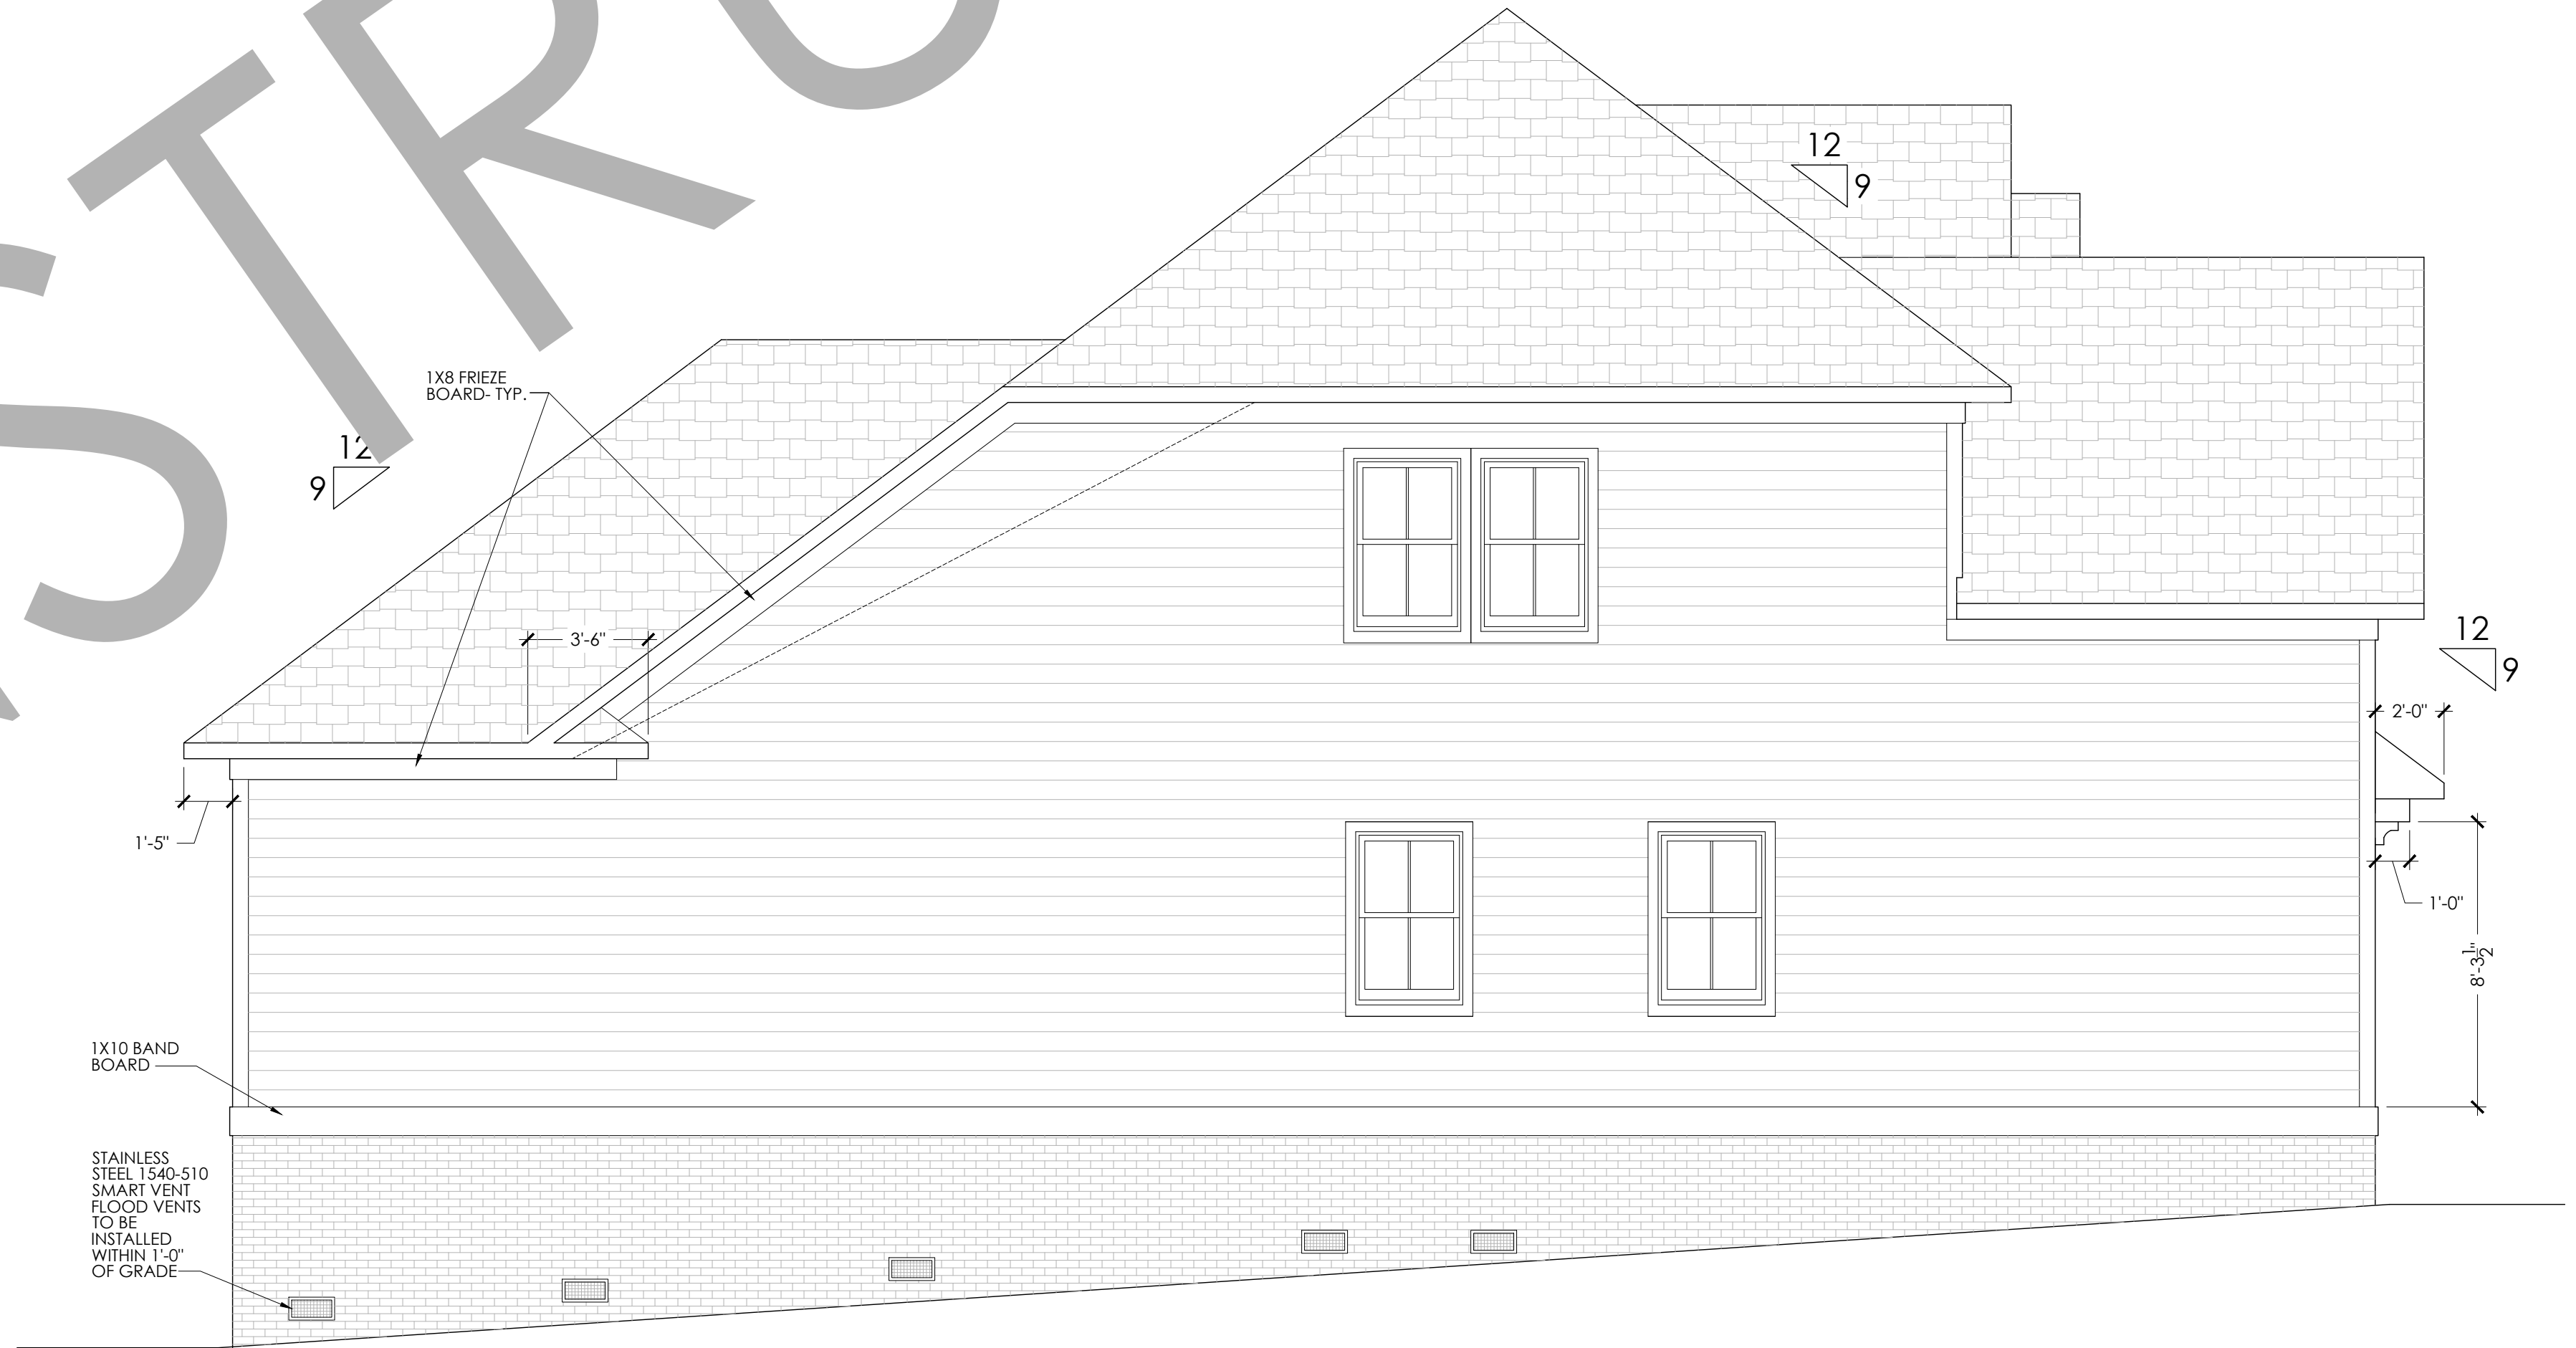 STRU
12
9
1X8 FRIEZE
BOARD- TYP.
12
9
3'-6"
12
9
2'-0"
1'-5"
1'-0"
8'-3 1/2"
1X10 BAND
BOARD
STAINLESS
STEEL 1540-510
SMART VENT
FLOOD VENTS
TO BE
INSTALLED
WITHIN 1'-0"
OF GRADE